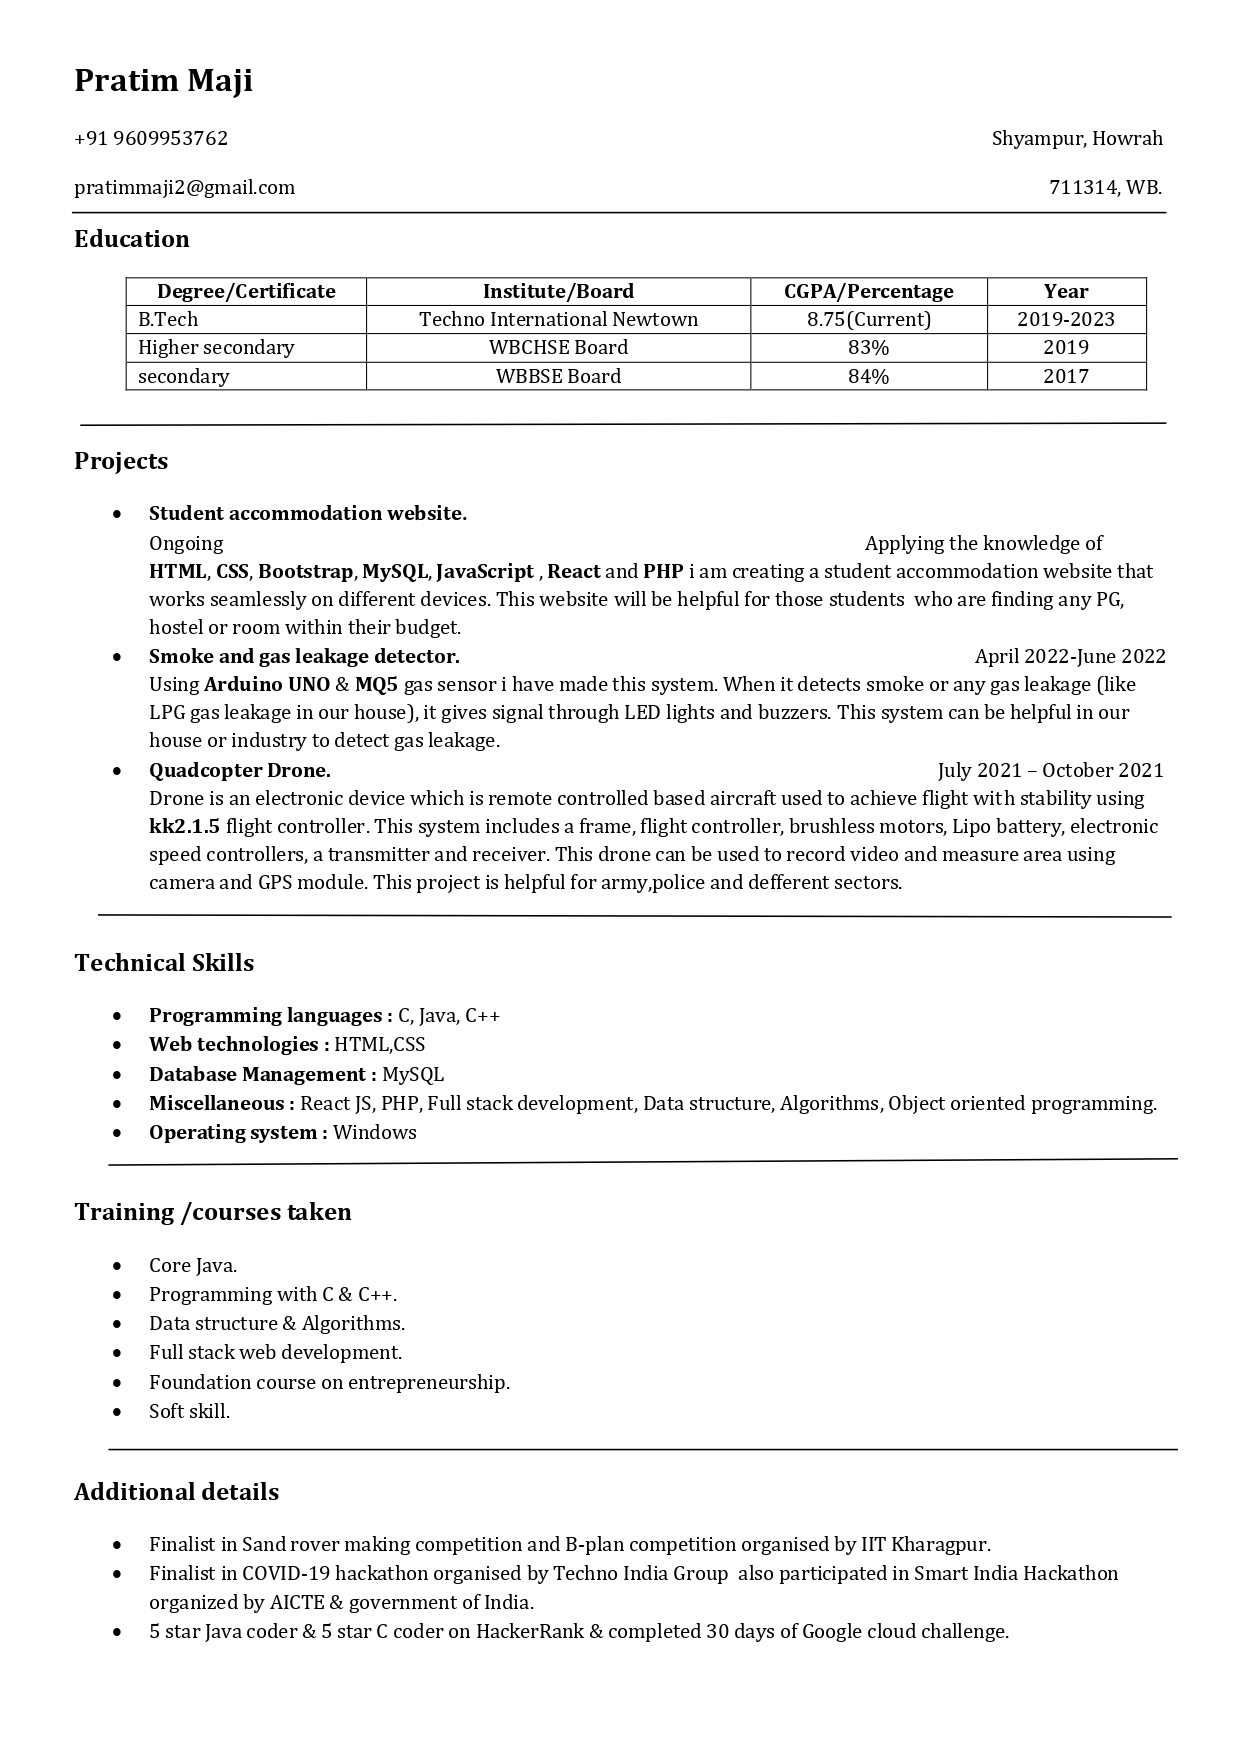 Pratim Maji
+91 9609953762 Shyampur, Howrah
pratimmaji2@gmail.com 711314, WB.
Education
Degree/Certificate Institute/Board CGPA/Percentage Year
B.Tech Techno International Newtown 8.75(Current) 2019-2023
Higher secondary WBCHSE Board 83% 2019
secondary WBBSE Board 84% 2017
Projects
• Student accommodation website.
Ongoing Applying the knowledge of
HTML, CSS, Bootstrap, MySQL, JavaScript , React and PHP i am creating a student accommodation website that
works seamlessly on different devices. This website will be helpful for those students who are finding any PG,
hostel or room within their budget.
• Smoke and gas leakage detector. April 2022-June 2022
Using Arduino UNO & MQ5 gas sensor i have made this system. When it detects smoke or any gas leakage (like
LPG gas leakage in our house), it gives signal through LED lights and buzzers. This system can be helpful in our
house or industry to detect gas leakage.
• Quadcopter Drone. July 2021 – October 2021
Drone is an electronic device which is remote controlled based aircraft used to achieve flight with stability using
kk2.1.5 flight controller. This system includes a frame, flight controller, brushless motors, Lipo battery, electronic
speed controllers, a transmitter and receiver. This drone can be used to record video and measure area using
camera and GPS module. This project is helpful for army,police and defferent sectors.
Technical Skills
• Programming languages : C, Java, C++
• Web technologies : HTML,CSS
• Database Management : MySQL
• Miscellaneous : React JS, PHP, Full stack development, Data structure, Algorithms, Object oriented programming.
• Operating system : Windows
Training /courses taken
• Core Java.
• Programming with C & C++.
• Data structure & Algorithms.
• Full stack web development.
• Foundation course on entrepreneurship.
• Soft skill.
Additional details
• Finalist in Sand rover making competition and B-plan competition organised by IIT Kharagpur.
• Finalist in COVID-19 hackathon organised by Techno India Group also participated in Smart India Hackathon
organized by AICTE & government of India.
• 5 star Java coder & 5 star C coder on HackerRank & completed 30 days of Google cloud challenge.